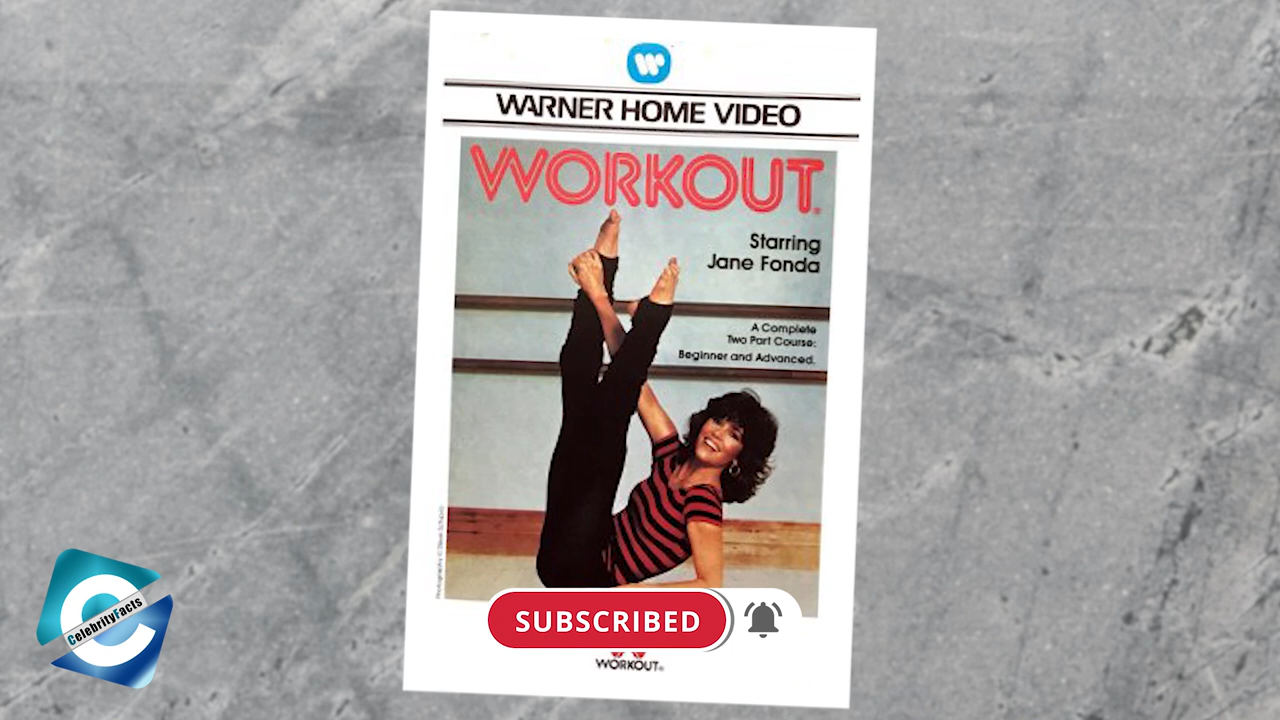 WARNER HOME VIDEO
WORKOUT®
Starring
Jane Fonda
A Complete
Two Part Course:
Beginner and Advanced.
SUBSCRIBED
WORKOUT®
CelebrityFacts